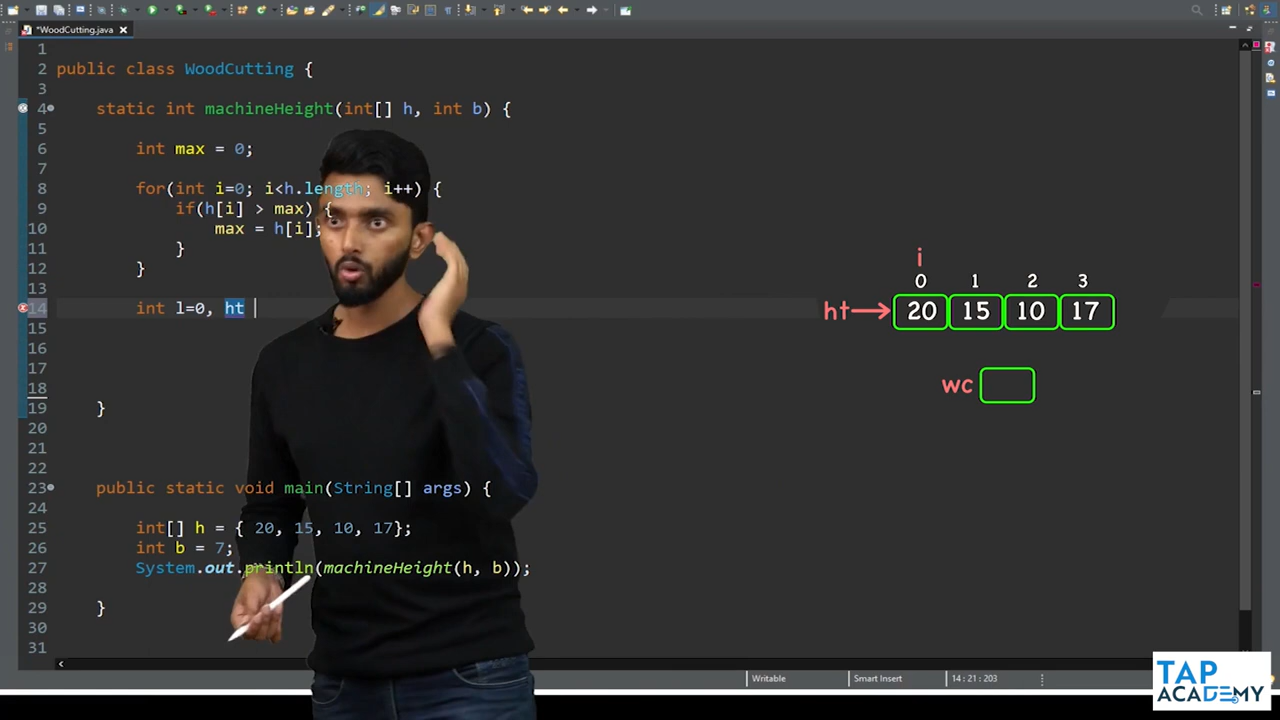 *WoodCutting.java
1
2 public class WoodCutting {
3
4 static int machineHeight(int[] h, int b) {
5
6 int max = 0;
7
8 for(int i=0; i<h.length; i++) {
9 if(h[i] > max) {
10 max = h[i];
11 }
12 }
13
14 int l=0, ht
15
16
17
18
19 }
20
21
22
23 public static void main(String[] args) {
24
25 int[] h = { 20, 15, 10, 17};
26 int b = 7;
27 System.out.println(machineHeight(h, b));
28
29 }
30
31
i
0 1 2 3
ht 20 15 10 17
wc
Writable Smart Insert 14 : 21 : 203
TAP
ACADEMY